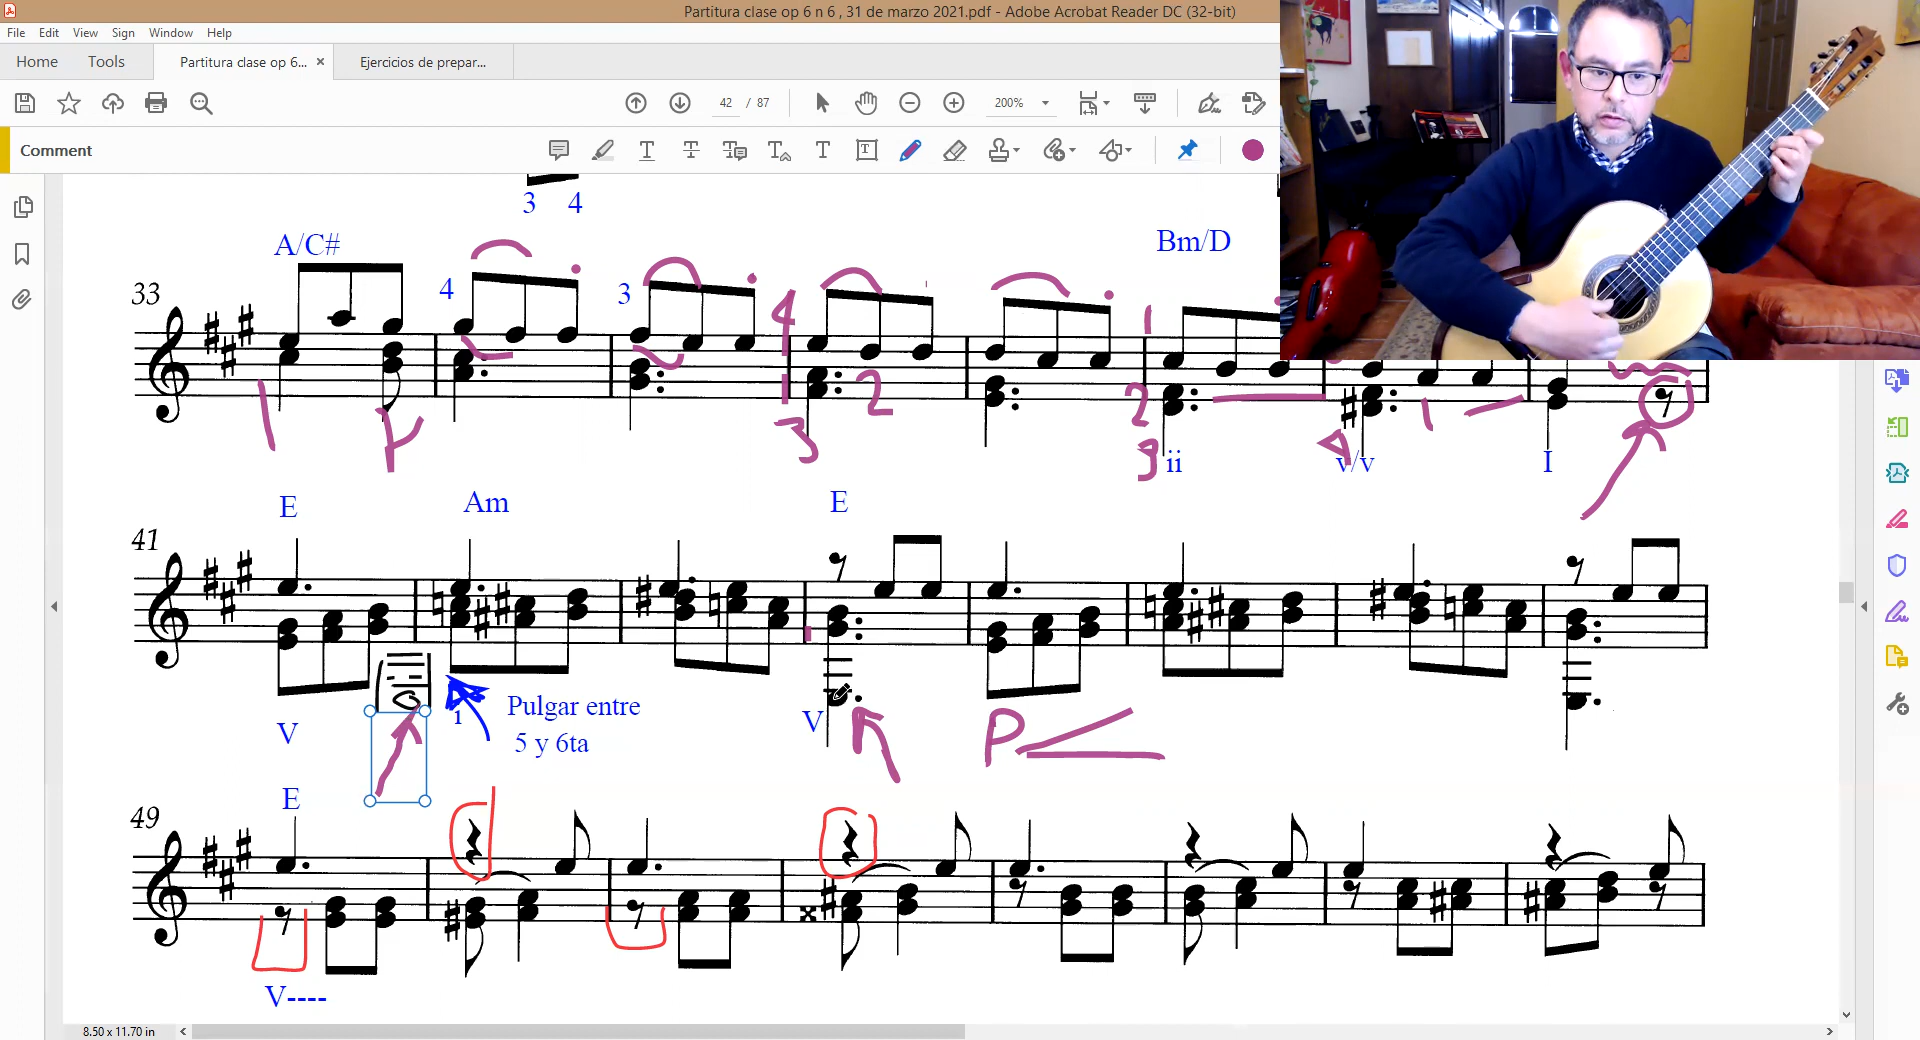 Partitura clase op 6 n 6 , 31 de marzo 2021.pdf - Adobe Acrobat Reader DC (32-bit)
File Edit View Sign Window Help
Home Tools Partitura clase op 6... × Ejercicios de prepar...
42 / 87 200%
Comment
3 4
A/C# Bm/D
33 4 3 4 1
1 P 3 2 2 3 ii 4 v/v 1 I
E Am E
41
V i Pulgar entre V P
5 y 6ta
E
49
V----
8.50 x 11.70 in